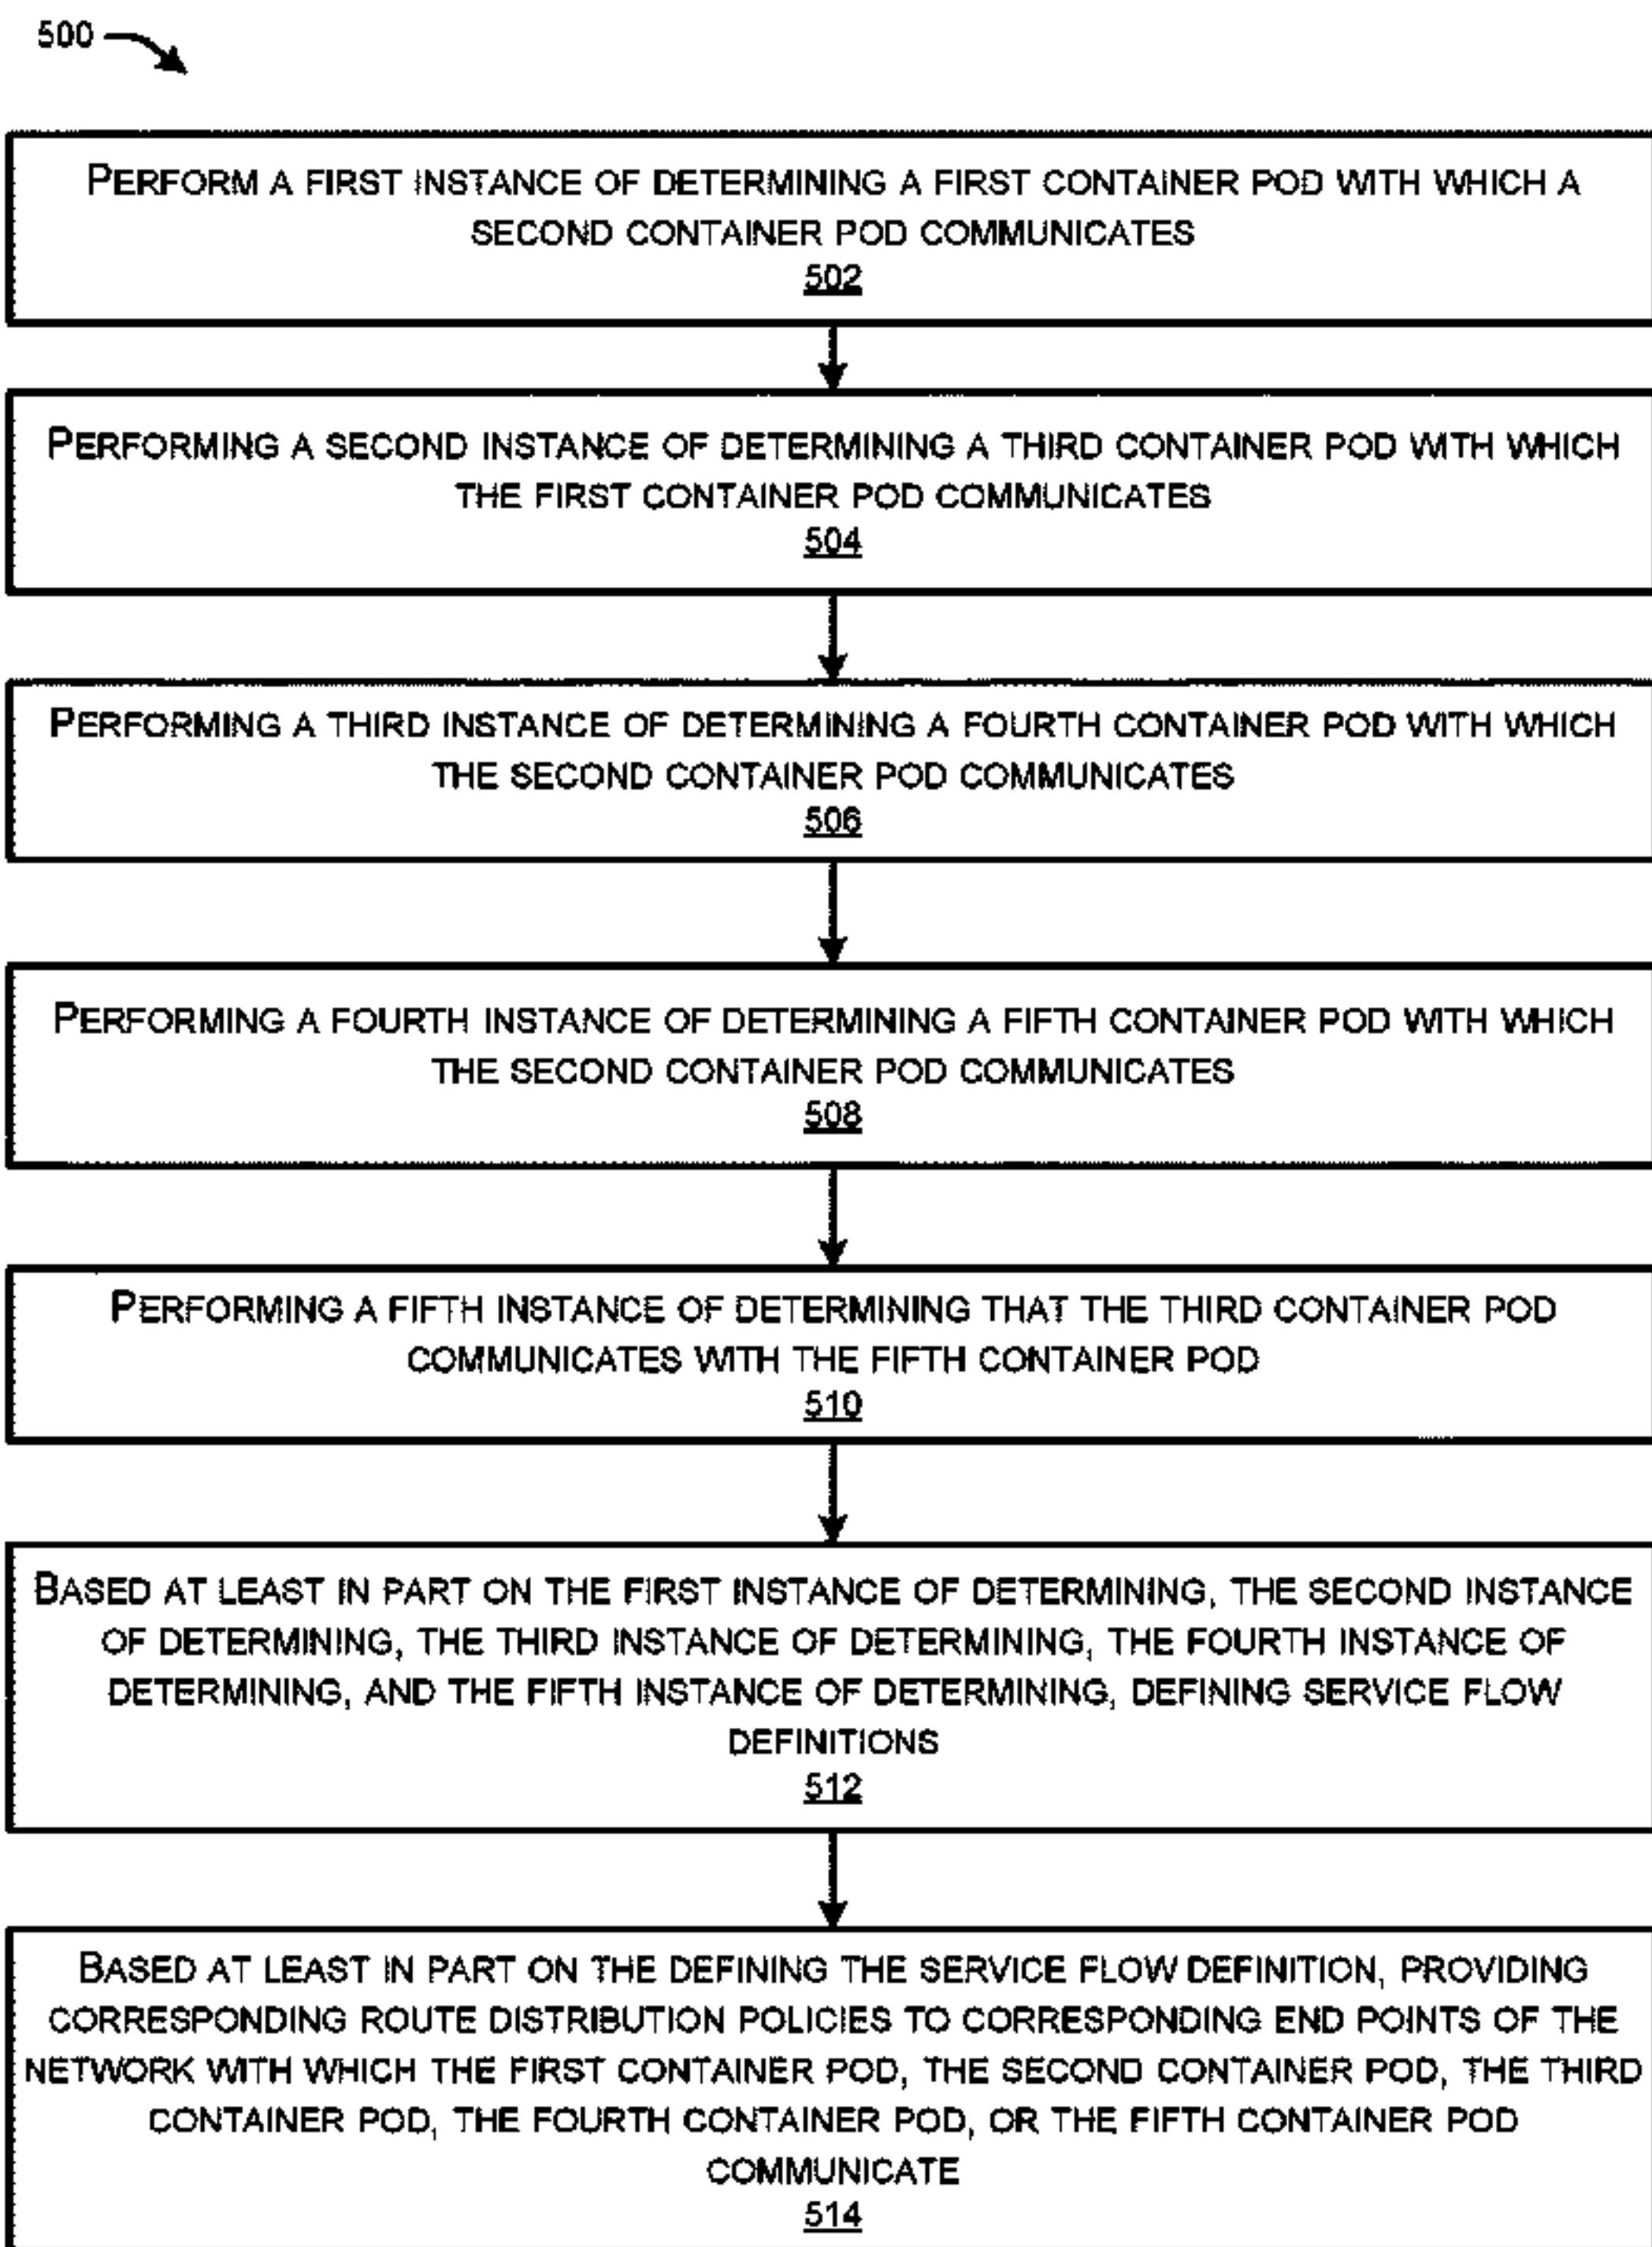 500
PERFORM A FIRST INSTANCE OF DETERMINING A FIRST CONTAINER POD WITH WHICH A
SECOND CONTAINER POD COMMUNICATES
502
PERFORMING A SECOND INSTANCE OF DETERMINING A THIRD CONTAINER POD WITH WHICH
THE FIRST CONTAINER POD COMMUNICATES
504
PERFORMING A THIRD INSTANCE OF DETERMINING A FOURTH CONTAINER POD WITH WHICH
THE SECOND CONTAINER POD COMMUNICATES
506
PERFORMING A FOURTH INSTANCE OF DETERMINING A FIFTH CONTAINER POD WITH WHICH
THE SECOND CONTAINER POD COMMUNICATES
508
PERFORMING A FIFTH INSTANCE OF DETERMINING THAT THE THIRD CONTAINER POD
COMMUNICATES WITH THE FIFTH CONTAINER POD
510
BASED AT LEAST IN PART ON THE FIRST INSTANCE OF DETERMINING, THE SECOND INSTANCE
OF DETERMINING, THE THIRD INSTANCE OF DETERMINING, THE FOURTH INSTANCE OF
DETERMINING, AND THE FIFTH INSTANCE OF DETERMINING, DEFINING SERVICE FLOW
DEFINITIONS
512
BASED AT LEAST IN PART ON THE DEFINING THE SERVICE FLOW DEFINITION, PROVIDING
CORRESPONDING ROUTE DISTRIBUTION POLICIES TO CORRESPONDING END POINTS OF THE
NETWORK WITH WHICH THE FIRST CONTAINER POD, THE SECOND CONTAINER POD, THE THIRD
CONTAINER POD, THE FOURTH CONTAINER POD, OR THE FIFTH CONTAINER POD
COMMUNICATE
514